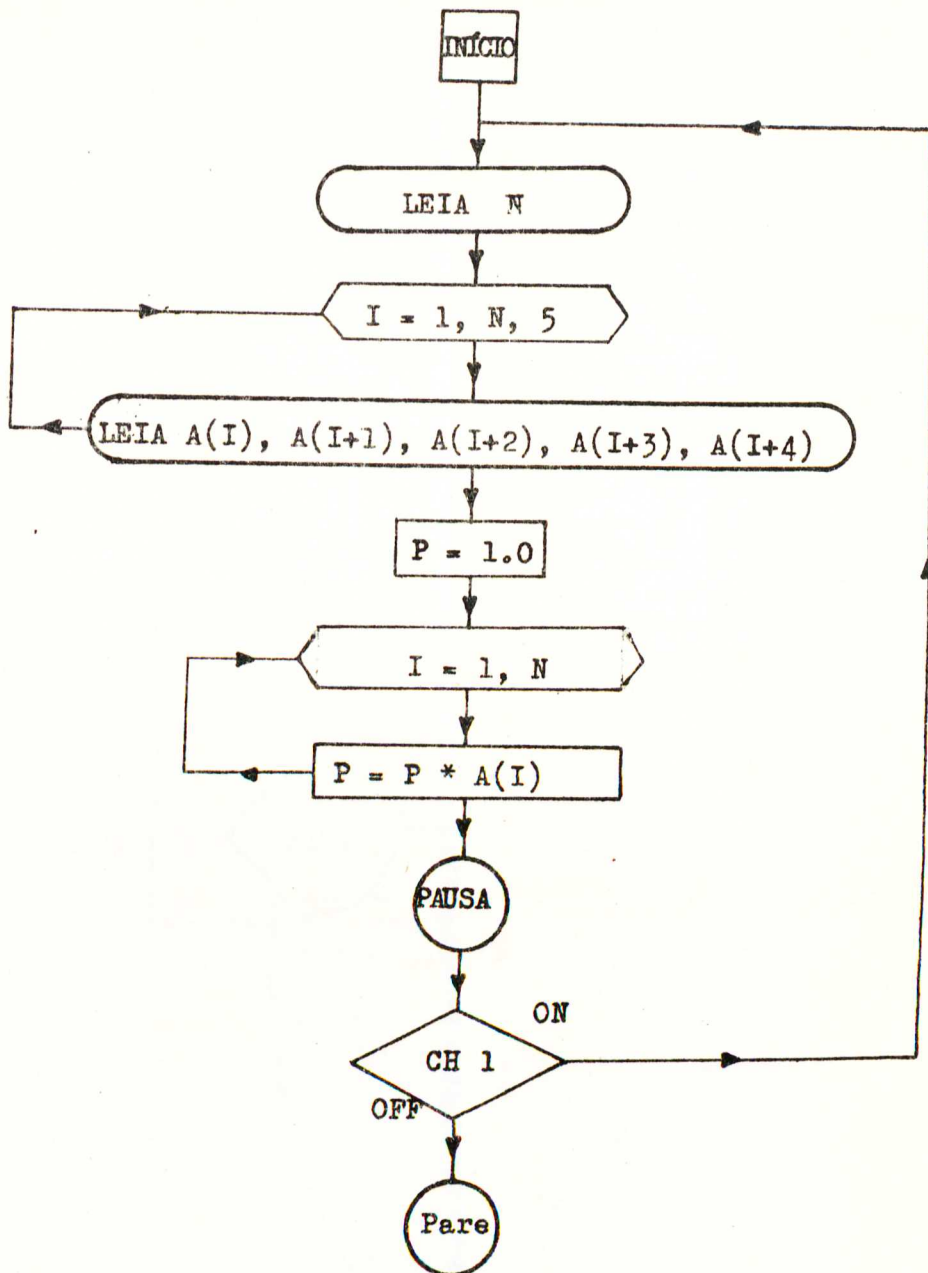 INÍCIO
LEIA N
I = 1, N, 5
LEIA A(I), A(I+1), A(I+2), A(I+3), A(I+4)
P = 1.0
I = 1, N
P = P * A(I)
PAUSA
ON
CH 1
OFF
Pare